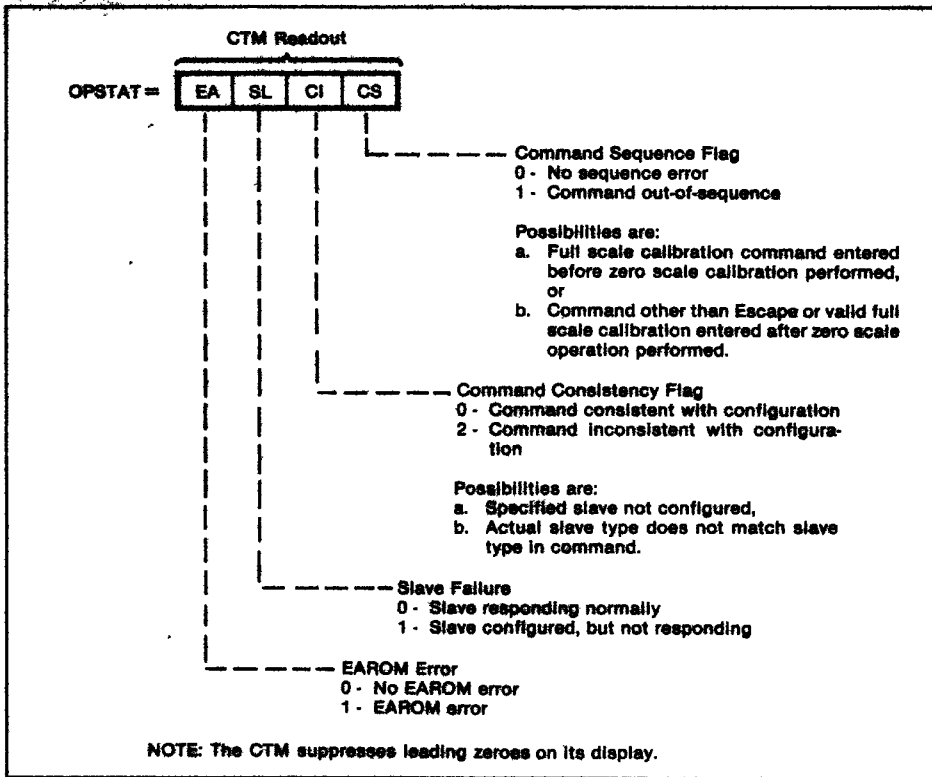 CTM Readout
OPSTAT = EA SL CI CS
Command Sequence Flag
0 - No sequence error
1 - Command out-of-sequence
Possibilities are:
a. Full scale calibration command entered
before zero scale calibration performed,
or
b. Command other than Escape or valid full
scale calibration entered after zero scale
operation performed.
Command Consistency Flag
0 - Command consistent with configuration
2 - Command inconsistent with configura-
tion
Possibilities are:
a. Specified slave not configured,
b. Actual slave type does not match slave
type in command.
Slave Failure
0 - Slave responding normally
1 - Slave configured, but not responding
EAROM Error
0 - No EAROM error
1 - EAROM error
NOTE: The CTM suppresses leading zeroes on its display.